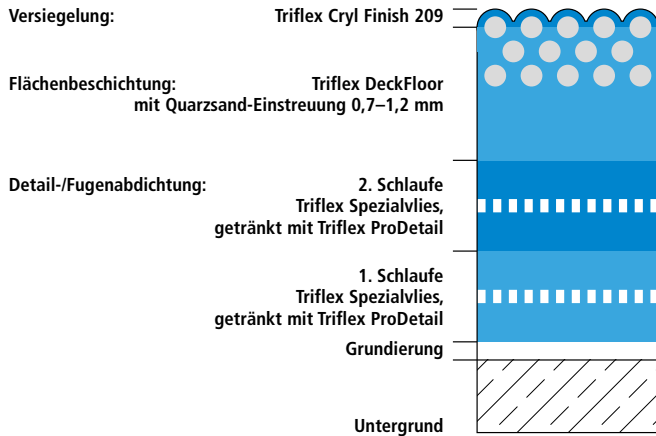 Versiegelung: Triflex Cryl Finish 209
Flächenbeschichtung: Triflex DeckFloor
mit Quarzsand-Einstreuung 0,7–1,2 mm
Detail-/Fugenabdichtung: 2. Schlaufe
Triflex Spezialvlies,
getränkt mit Triflex ProDetail
1. Schlaufe
Triflex Spezialvlies,
getränkt mit Triflex ProDetail
Grundierung
Untergrund